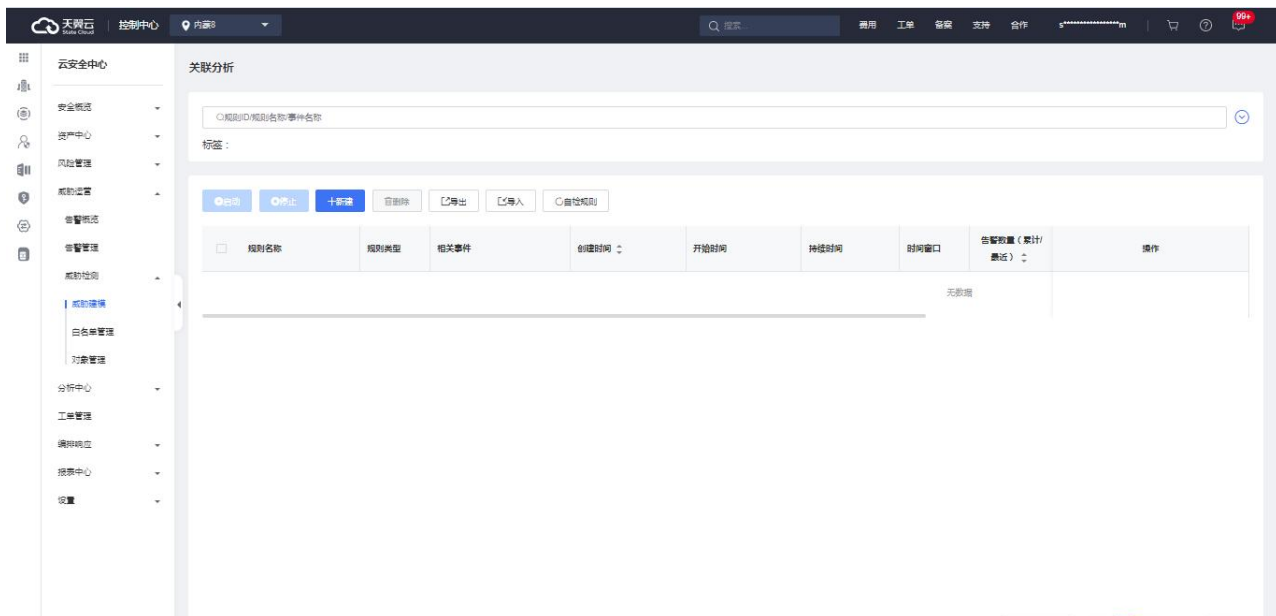 天翼云
State Cloud
控制中心
内蒙8
搜索...
费用
工单
备案
支持
合作
s******************m
99+
云安全中心
安全概览
资产中心
风险管理
威胁运营
告警概览
告警管理
威胁检测
威胁建模
白名单管理
对象管理
分析中心
工单管理
编排响应
报表中心
设置
关联分析
规则ID/规则名称/事件名称
标签：
启动
停止
新建
删除
导出
导入
自检规则
规则名称
规则类型
相关事件
创建时间
开始时间
持续时间
时间窗口
告警数量（累计/
最近）
操作
无数据